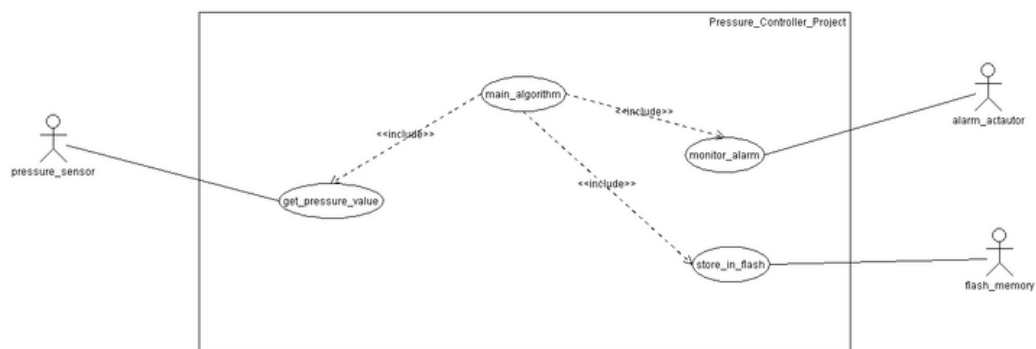 Pressure_Controller_Project
main_algorithm
<<include>>
<<include>>
alarm_actautor
pressure_sensor
monitor_alarm
<<include>>
get_pressure_value
store_in_flash
flash_memory